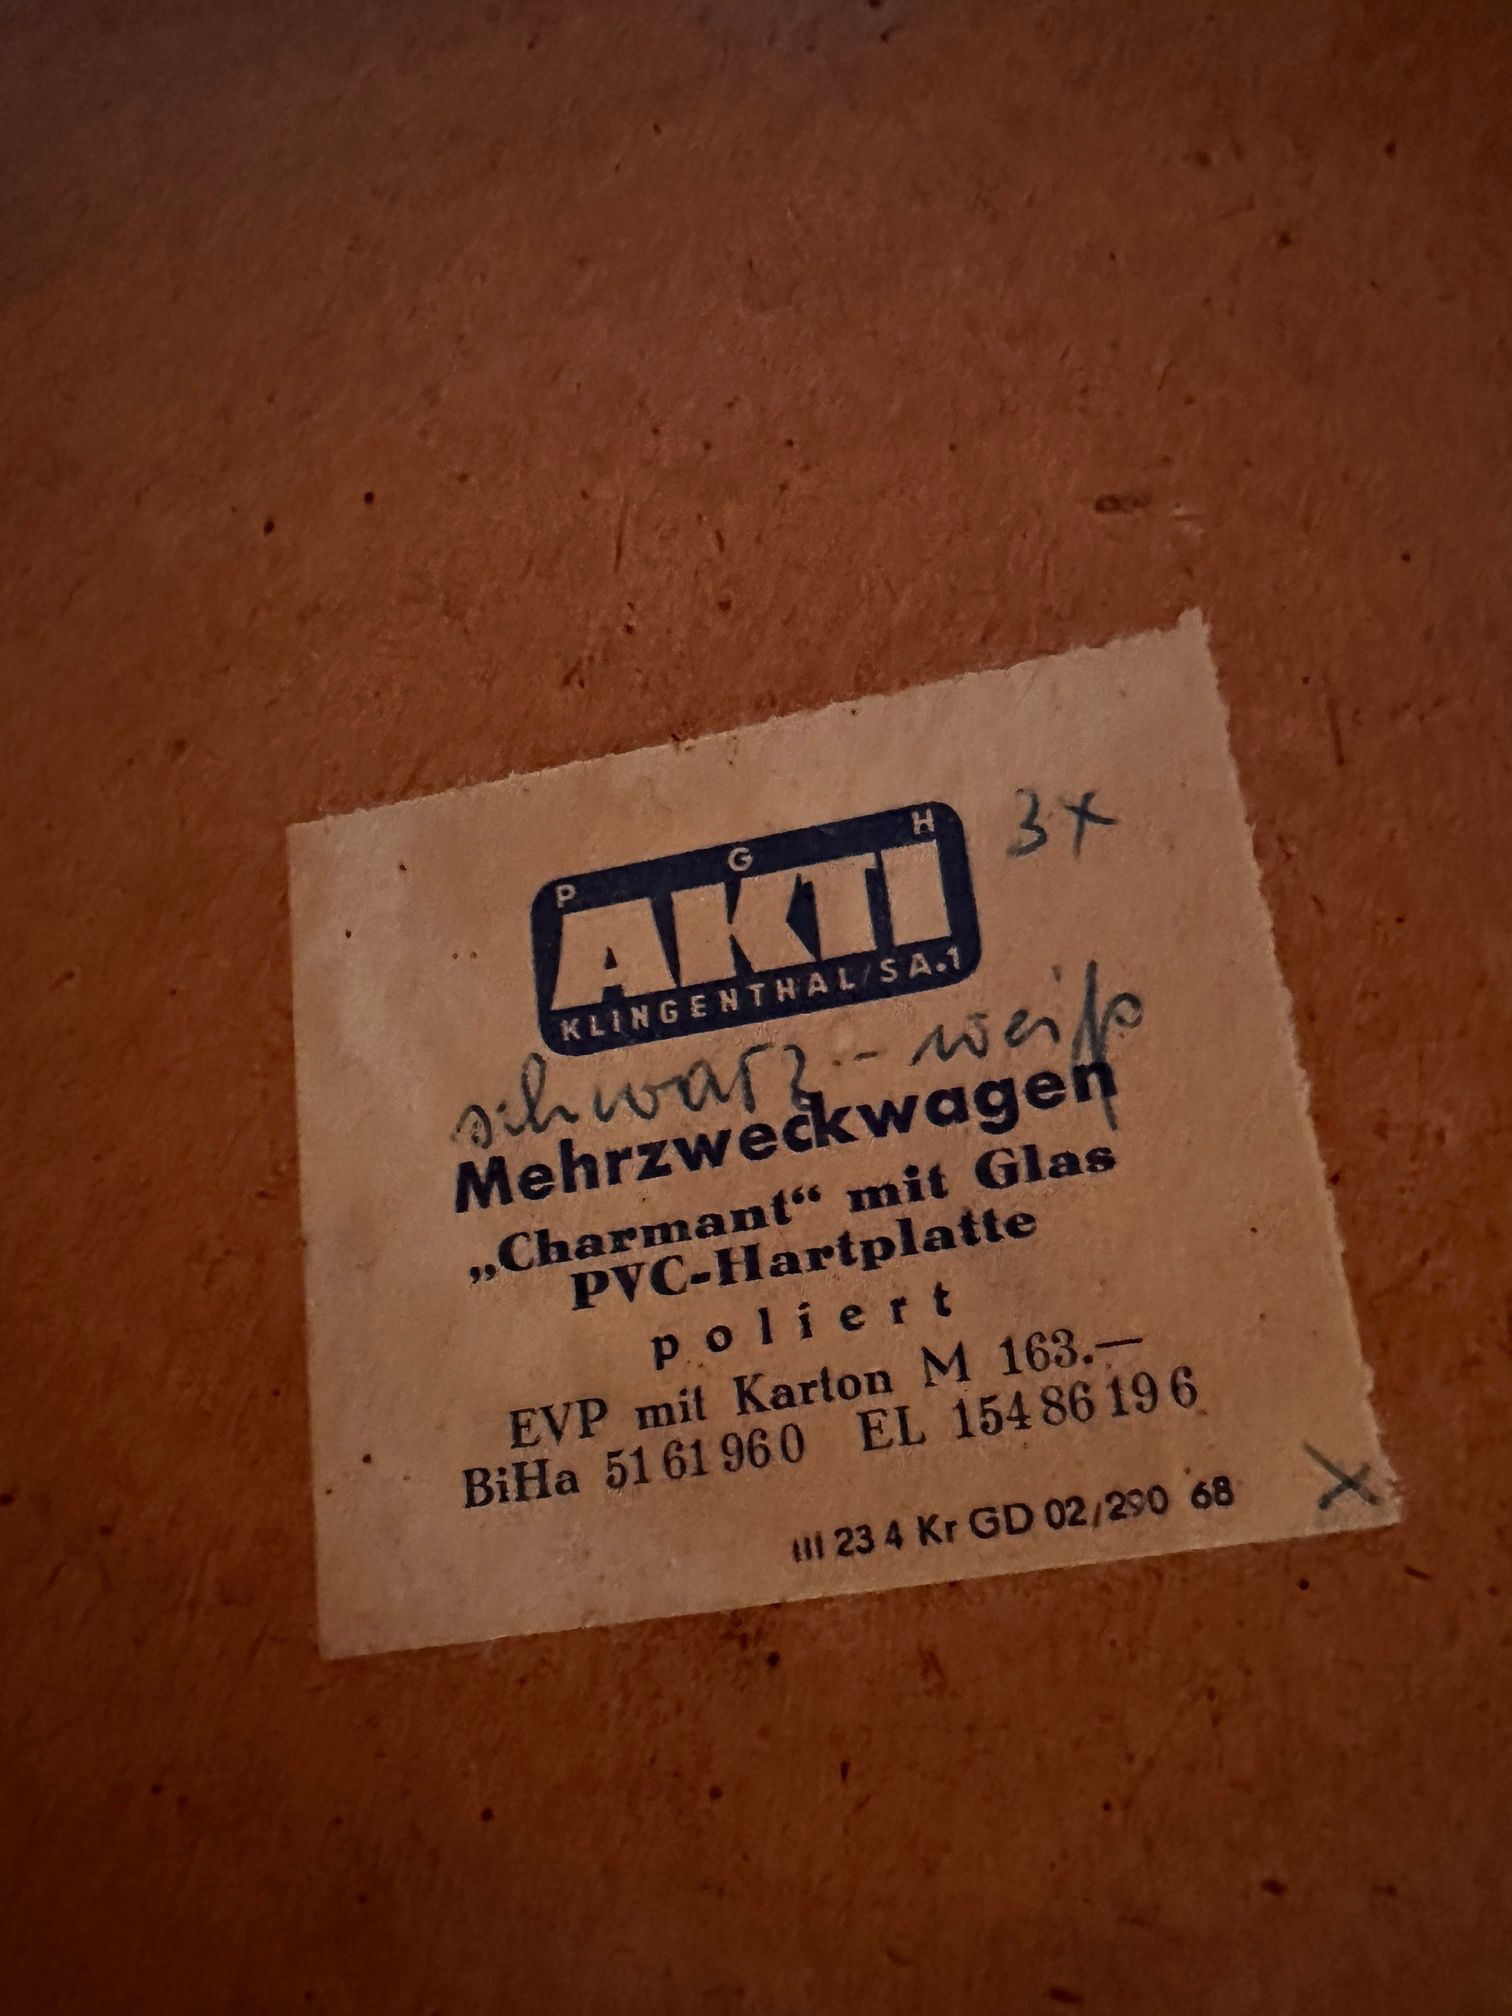 3x
P G H
AKTI
KLINGENTHAL/SA.1
schwarz - weiß
Mehrzweckwagen
„Charmant“ mit Glas
PVC-Hartplatte
poliert
EVP mit Karton M 163.—
BiHa 5161960 EL 15486196
III 23 4 Kr GD 02/290 68
X